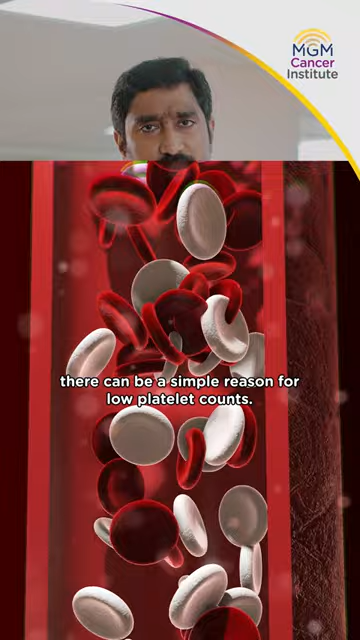 MGM
Cancer
Institute
there can be a simple reason for
low platelet counts.